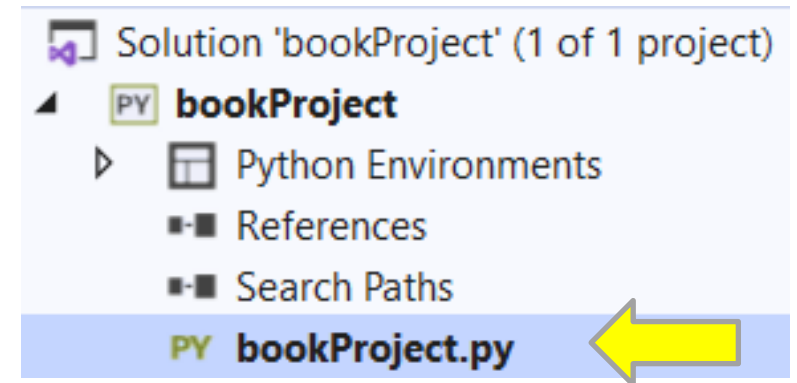 Solution 'bookProject' (1 of 1 project)
PY bookProject
Python Environments
References
Search Paths
PY bookProject.py